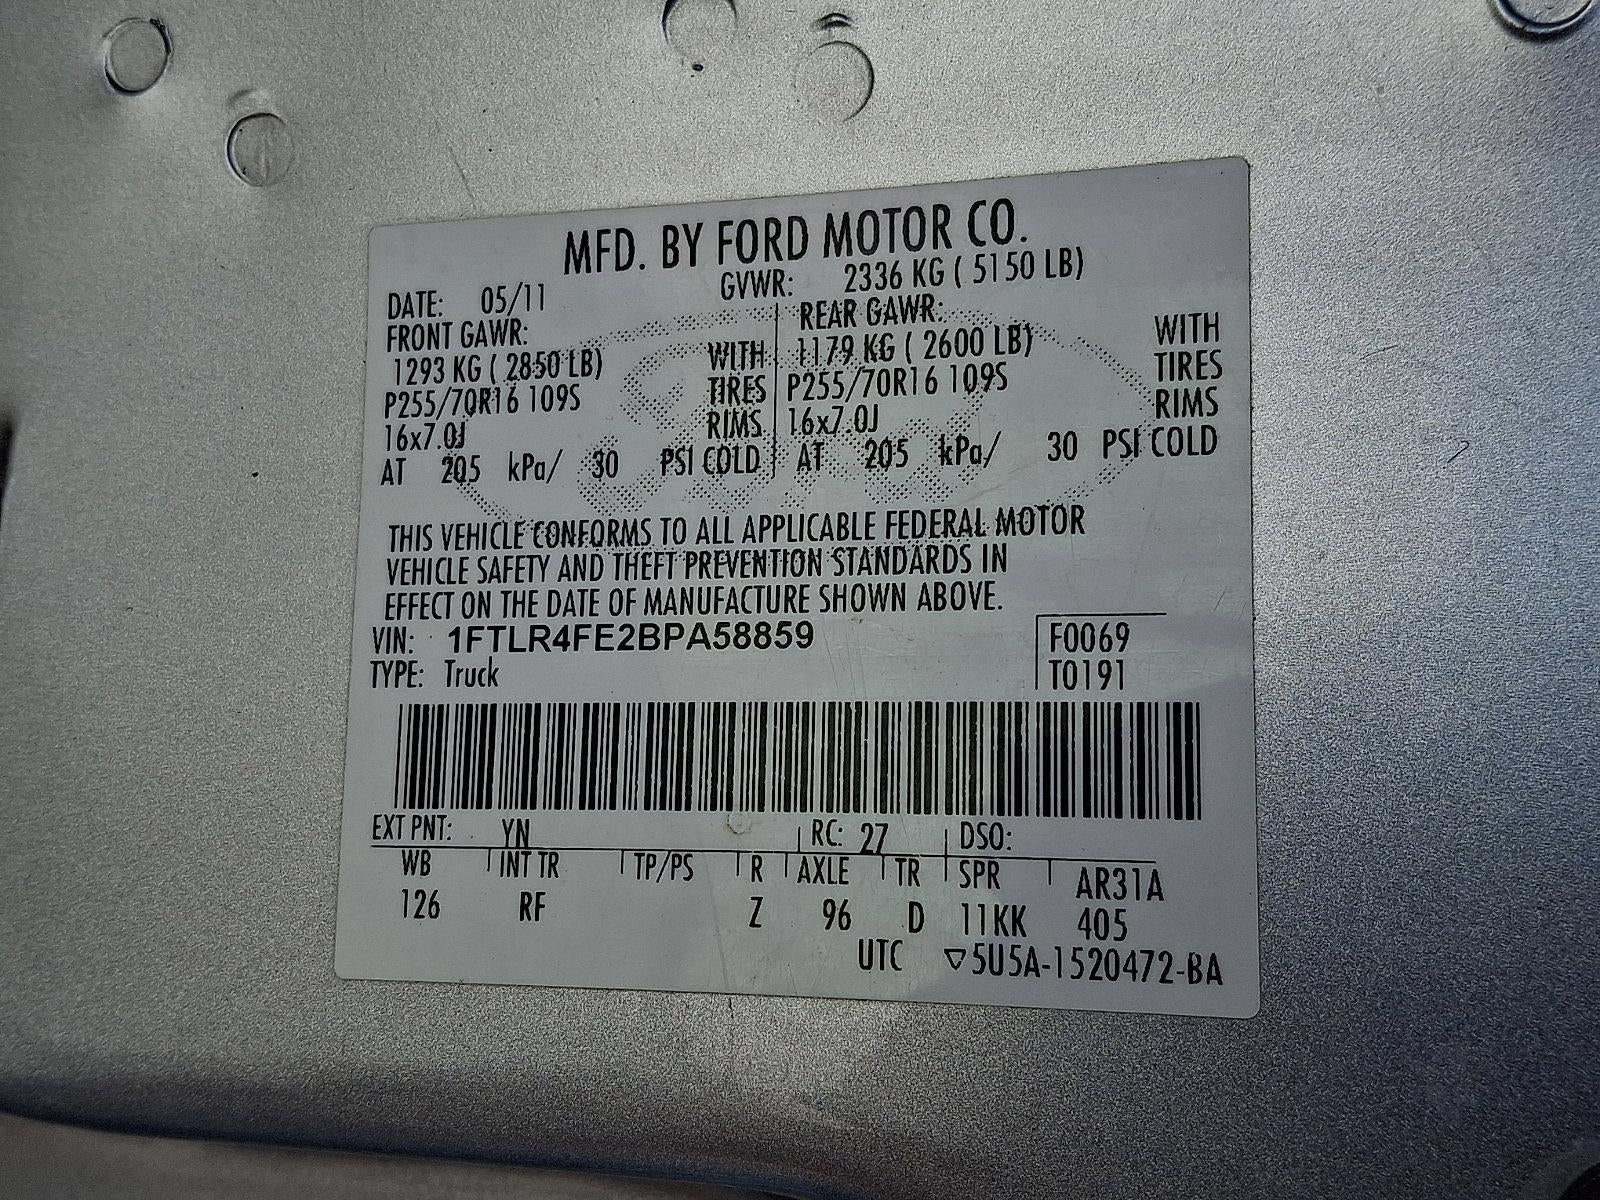 MFD. BY FORD MOTOR CO.
DATE: 05/11 GVWR: 2336 KG ( 5150 LB)
FRONT GAWR: REAR GAWR:
1293 KG ( 2850 LB) WITH 1179 KG ( 2600 LB) WITH
P255/70R16 109S TIRES P255/70R16 109S TIRES
16x7.0J RIMS 16x7.0J RIMS
AT 205 kPa/ 30 PSI COLD AT 205 kPa/ 30 PSI COLD
THIS VEHICLE CONFORMS TO ALL APPLICABLE FEDERAL MOTOR
VEHICLE SAFETY AND THEFT PREVENTION STANDARDS IN
EFFECT ON THE DATE OF MANUFACTURE SHOWN ABOVE.
VIN: 1FTLR4FE2BPA58859 F0069
TYPE: Truck T0191
EXT PNT: YN RC: 27 DSO:
WB INT TR TP/PS R AXLE TR SPR AR31A
126 RF Z 96 D 11KK 405
UTC ▽5U5A-1520472-BA